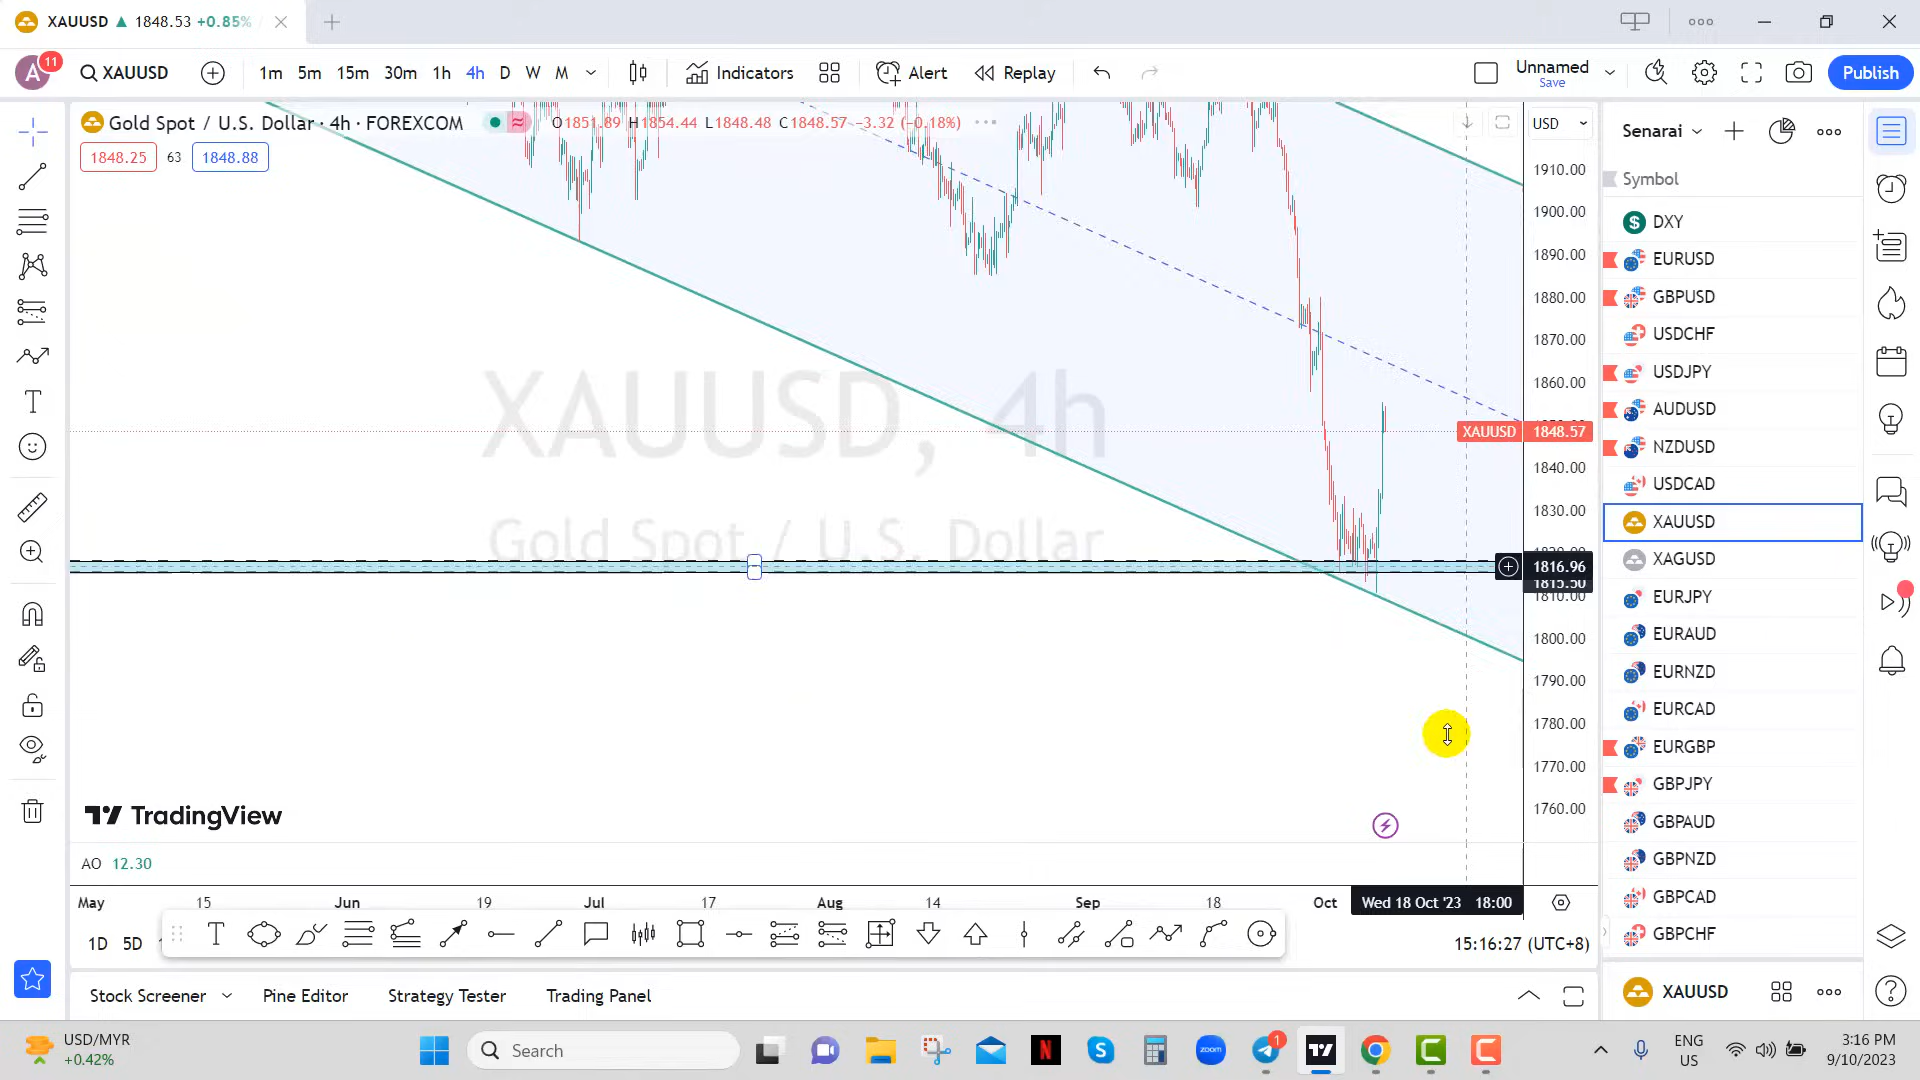 XAUUSD ▲ 1848.53 +0.85%
A 11 XAUUSD 1m 5m 15m 30m 1h 4h D W M Indicators Alert Replay Unnamed Save Publish
Gold Spot / U.S. Dollar · 4h · FOREXCOM O1851.89 H1854.44 L1848.48 C1848.57 −3.32 (−0.18%) USD
1848.25 63 1848.88
1910.00
1900.00
1890.00
1880.00
1870.00
1860.00
XAUUSD 1848.57
1840.00
1830.00
1816.96
1815.50
1810.00
1800.00
1790.00
1780.00
1770.00
1760.00
XAUUSD, 4h
Gold Spot / U.S. Dollar
TradingView
AO 12.30
May 15 Jun 19 Jul 17 Aug 14 Sep 18 Oct Wed 18 Oct '23 18:00
1D 5D
15:16:27 (UTC+8)
Stock Screener Pine Editor Strategy Tester Trading Panel
Senarai
Symbol
DXY
EURUSD
GBPUSD
USDCHF
USDJPY
AUDUSD
NZDUSD
USDCAD
XAUUSD
XAGUSD
EURJPY
EURAUD
EURNZD
EURCAD
EURGBP
GBPJPY
GBPAUD
GBPNZD
GBPCAD
GBPCHF
XAUUSD
USD/MYR
+0.42%
Search
zoom
1
ENG
US
3:16 PM
9/10/2023